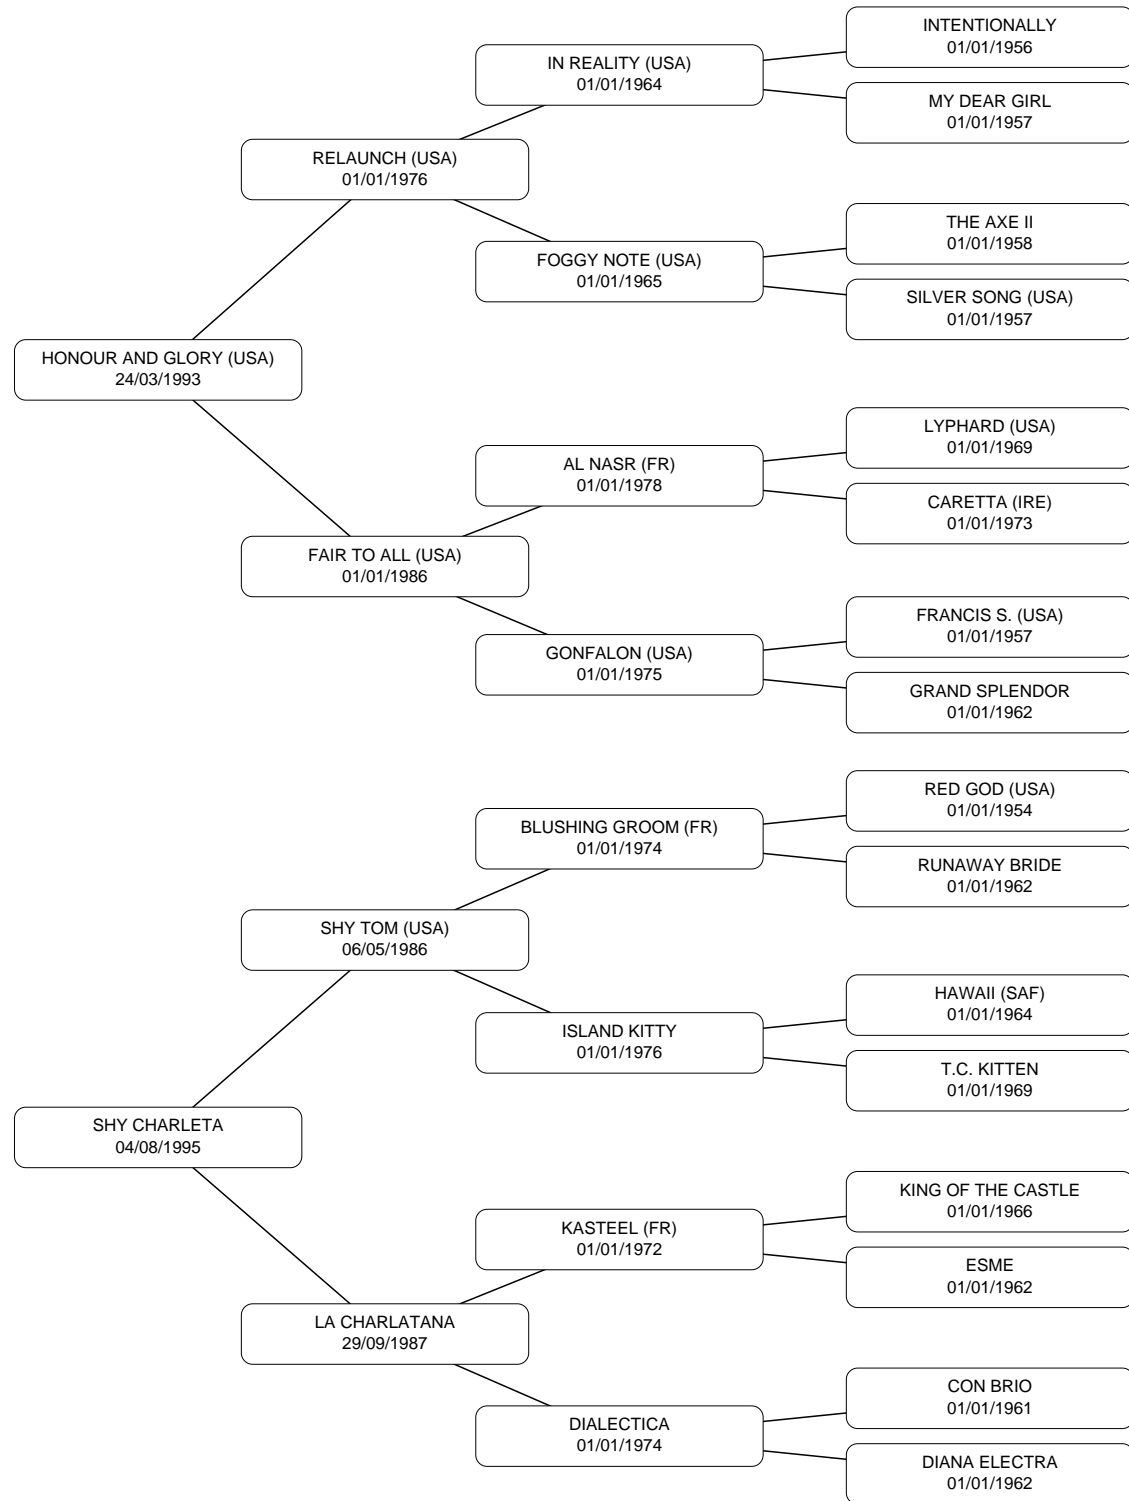 INTENTIONALLY
01/01/1956
IN REALITY (USA)
01/01/1964
MY DEAR GIRL
01/01/1957
RELAUNCH (USA)
01/01/1976
THE AXE II
01/01/1958
FOGGY NOTE (USA)
01/01/1965
SILVER SONG (USA)
01/01/1957
HONOUR AND GLORY (USA)
24/03/1993
LYPHARD (USA)
01/01/1969
AL NASR (FR)
01/01/1978
CARETTA (IRE)
01/01/1973
FAIR TO ALL (USA)
01/01/1986
FRANCIS S. (USA)
01/01/1957
GONFALON (USA)
01/01/1975
GRAND SPLENDOR
01/01/1962
RED GOD (USA)
01/01/1954
BLUSHING GROOM (FR)
01/01/1974
RUNAWAY BRIDE
01/01/1962
SHY TOM (USA)
06/05/1986
HAWAII (SAF)
01/01/1964
ISLAND KITTY
01/01/1976
T.C. KITTEN
01/01/1969
SHY CHARLETA
04/08/1995
KING OF THE CASTLE
01/01/1966
KASTEEL (FR)
01/01/1972
ESME
01/01/1962
LA CHARLATANA
29/09/1987
CON BRIO
01/01/1961
DIALECTICA
01/01/1974
DIANA ELECTRA
01/01/1962